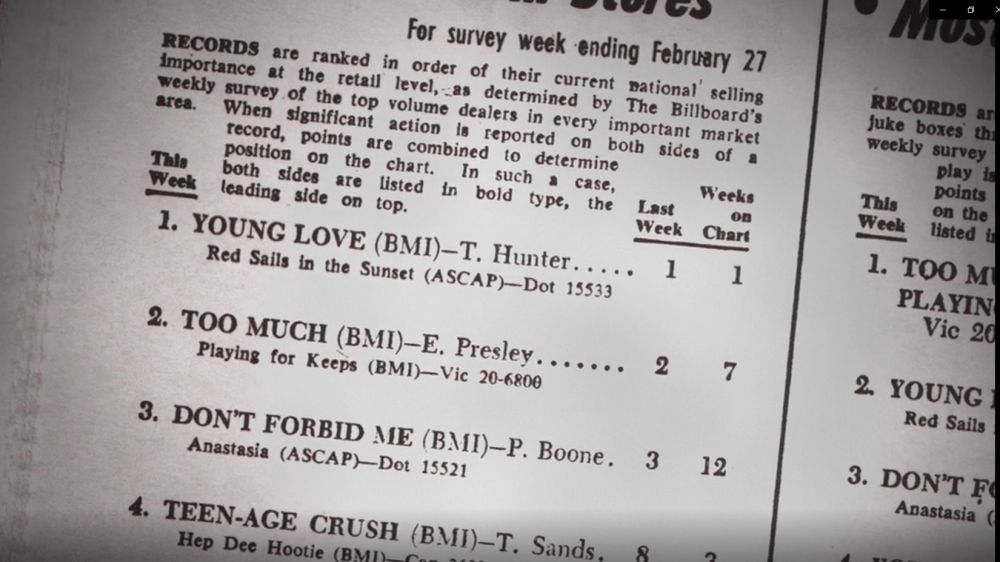 Stores
For survey week ending February 27
RECORDS are ranked in order of their current national selling
importance at the retail level, as determined by The Billboard's
weekly survey of the top volume dealers in every important market
area. When significant action is reported on both sides of a
record, points are combined to determine
position on the chart. In such a case,
both sides are listed in bold type, the
leading side on top.
This Week
Last Week
Weeks on Chart
1. YOUNG LOVE (BMI)—T. Hunter..... 1 1
Red Sails in the Sunset (ASCAP)—Dot 15533
2. TOO MUCH (BMI)—E. Presley....... 2 7
Playing for Keeps (BMI)—Vic 20-6800
3. DON'T FORBID ME (BMI)—P. Boone. 3 12
Anastasia (ASCAP)—Dot 15521
4. TEEN-AGE CRUSH (BMI)—T. Sands. 8
Hep Dee Hootie (BMI)
Most
RECORDS
juke boxes
weekly survey
play
points
on the
listed
This
Week
1. TOO
Vic
2. YOUNG
Red Sails
3. DON'T
Anastasia